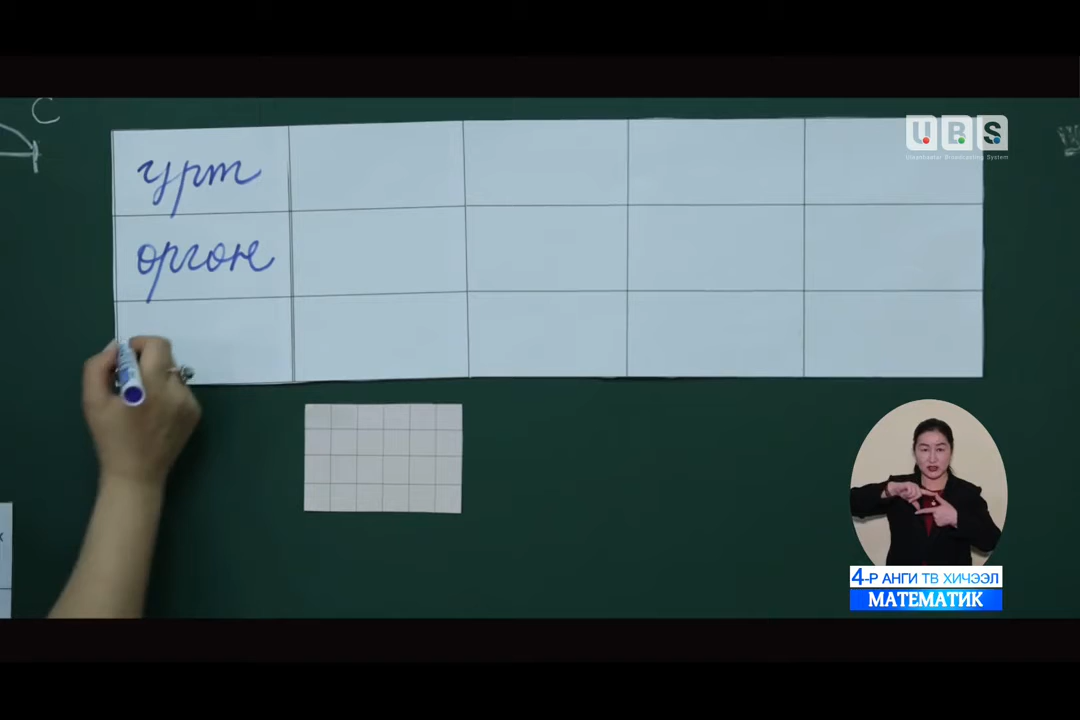 C
UBS
Ulaanbaatar Broadcasting System
урт
өргөн
х
4-Р АНГИ ТВ ХИЧЭЭЛ
МАТЕМАТИК